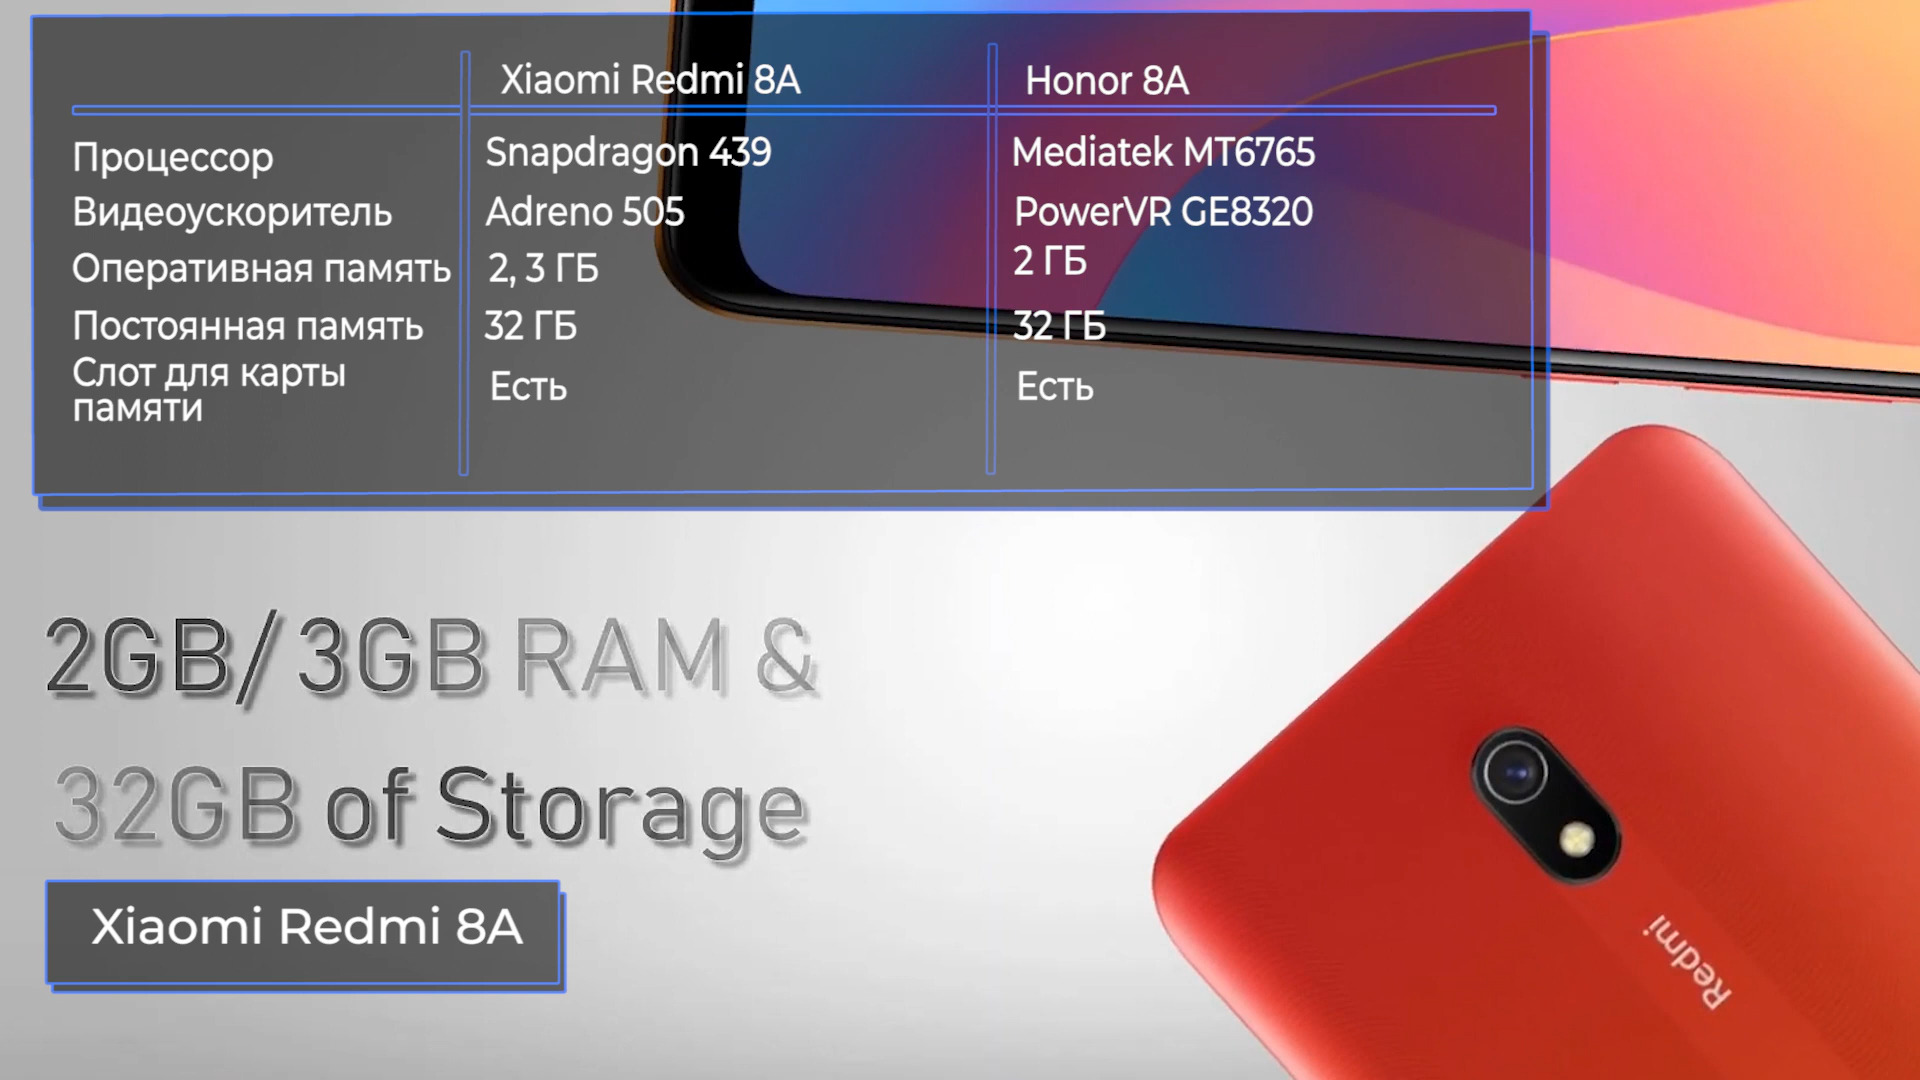 Xiaomi Redmi 8A Honor 8A
Процессор Snapdragon 439 Mediatek MT6765
Видеоускоритель Adreno 505 PowerVR GE8320
Оперативная память 2, 3 ГБ 2 ГБ
Постоянная память 32 ГБ 32 ГБ
Слот для карты
памяти Есть Есть
2GB/3GB RAM &
32GB of Storage
Xiaomi Redmi 8A
Redmi